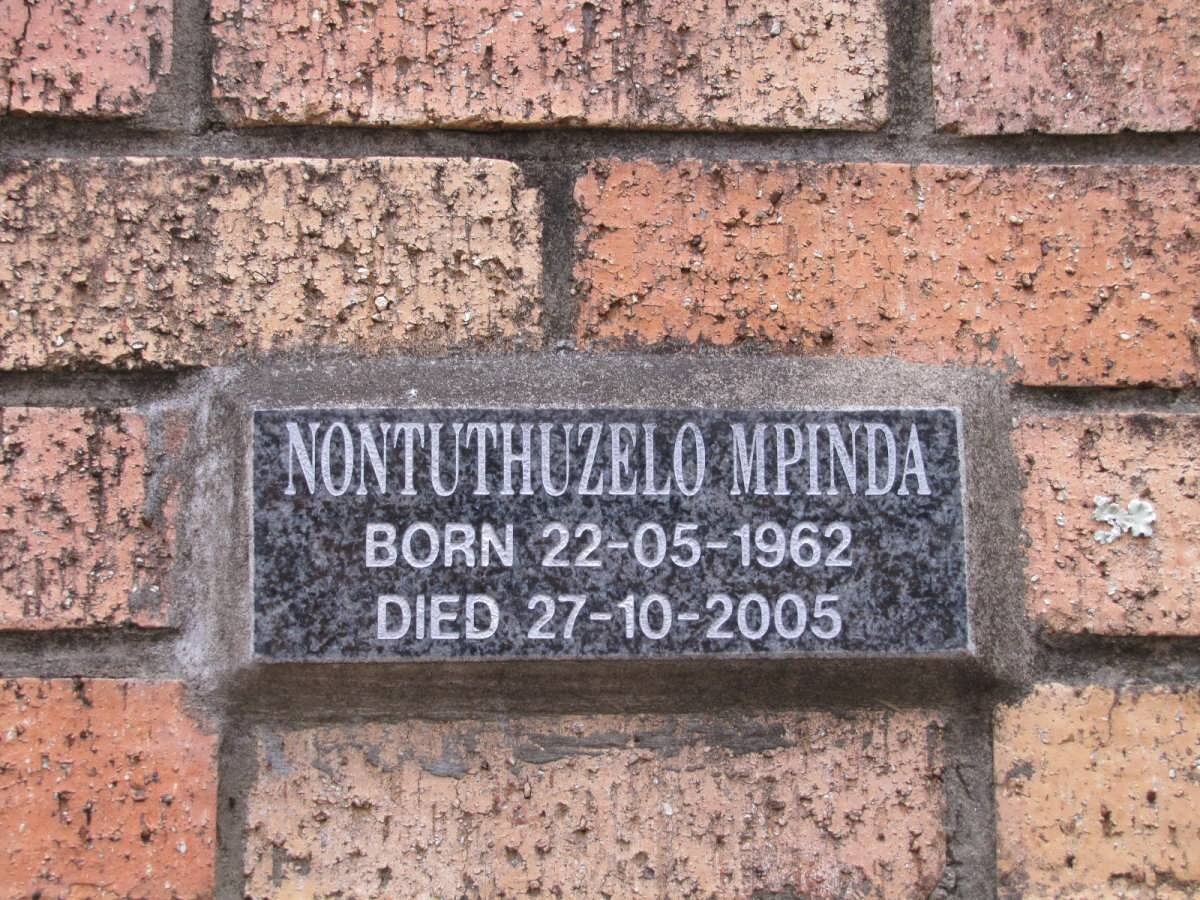 NONTUTHUZELO MPINDA
BORN 22-05-1962
DIED 27-10-2005